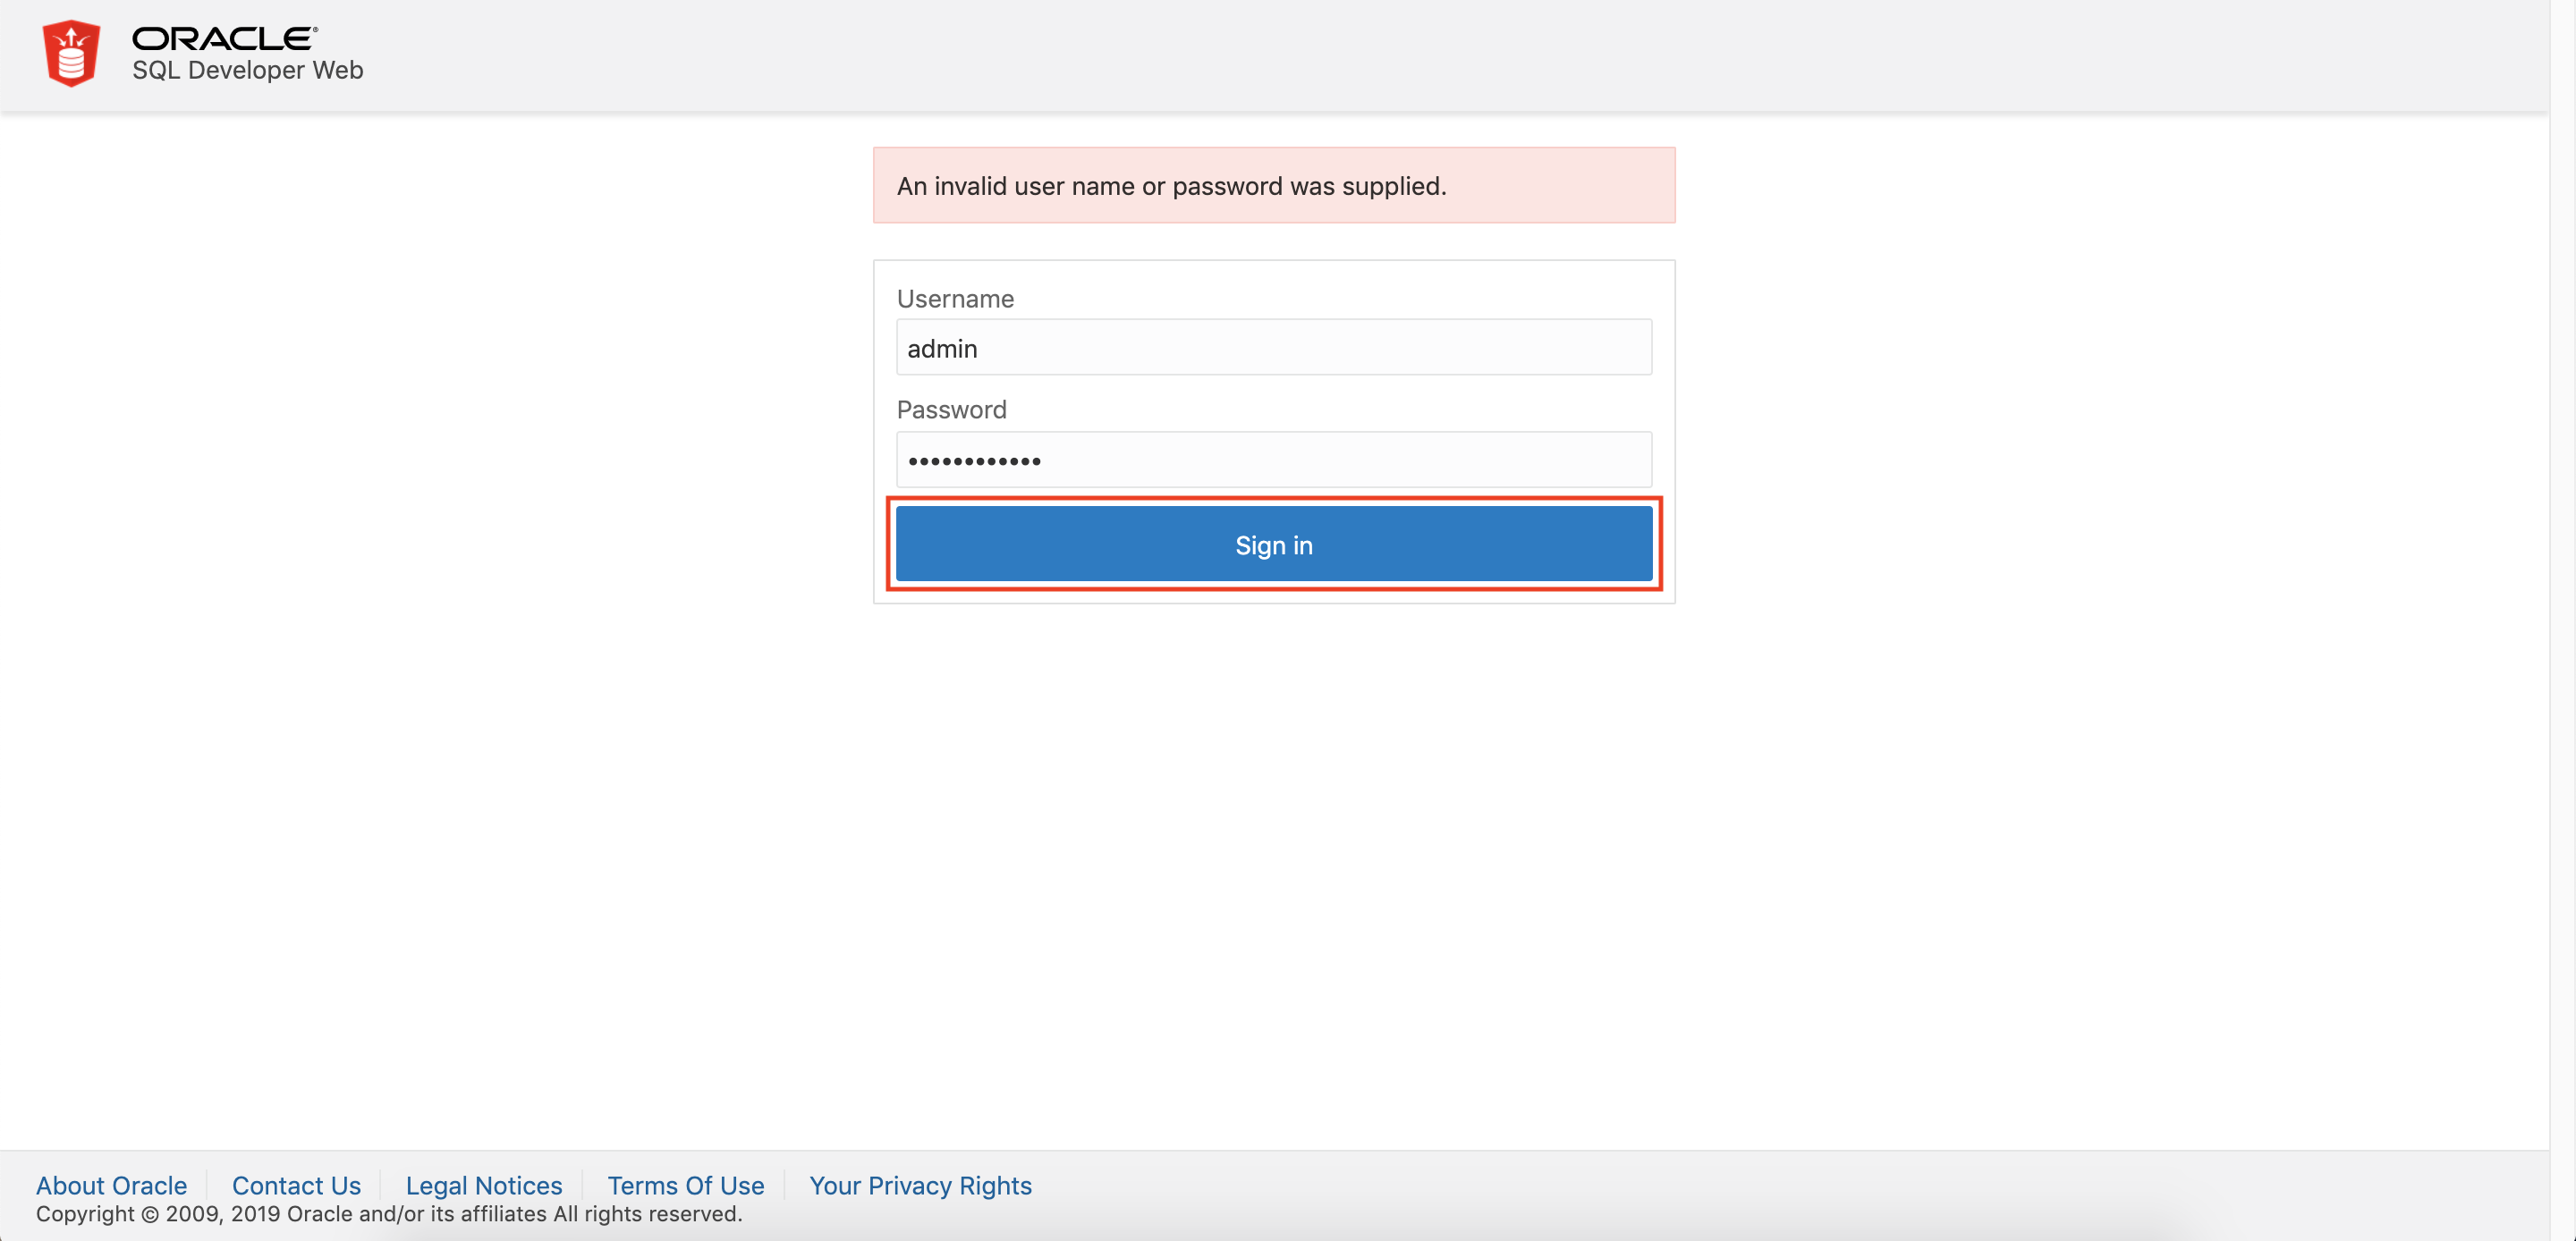 ORACLE®
SQL Developer Web
An invalid user name or password was supplied.
Username
admin
Password
••••••••••••
Sign in
About Oracle Contact Us Legal Notices Terms Of Use Your Privacy Rights
Copyright © 2009, 2019 Oracle and/or its affiliates All rights reserved.